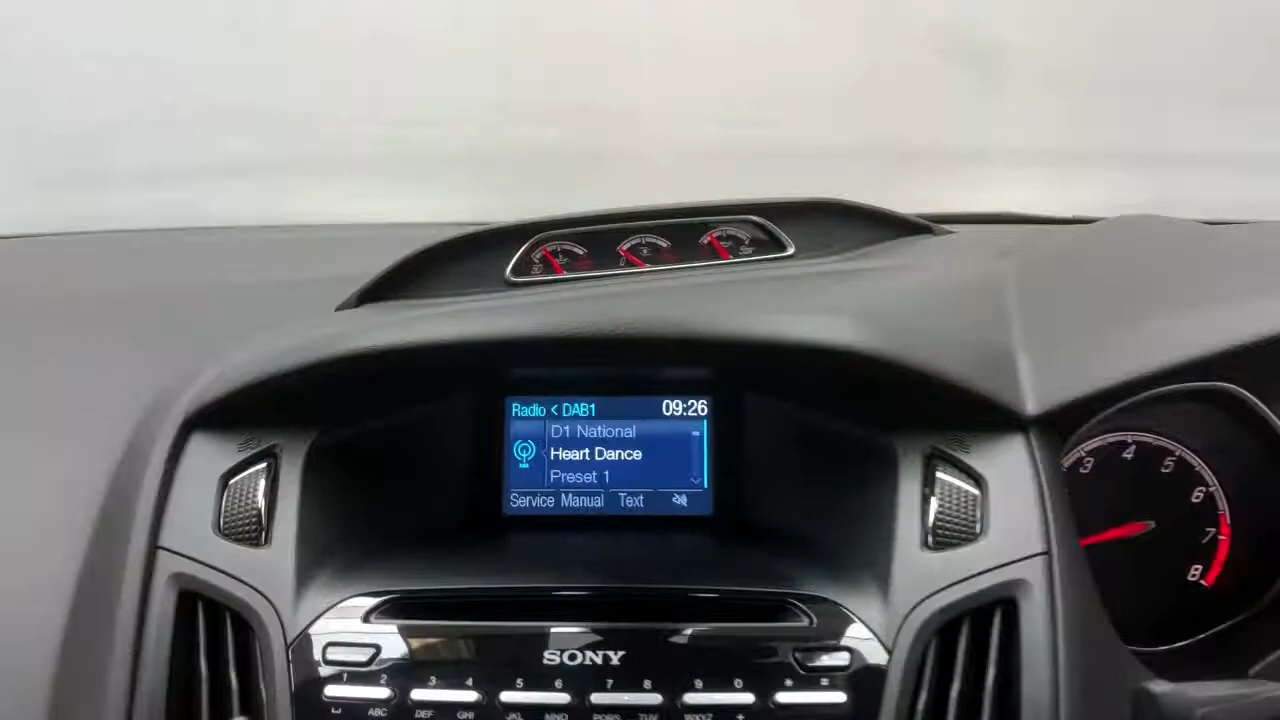 Radio < DAB1 09:26
D1 National
Heart Dance
Preset 1
Service Manual Text
3 4 5 6 7 8
SONY
1 2 3 4 5 6 7 8 9 0 * =
ABC DEF GHI JKL MNO PQRS TUV WXYZ +